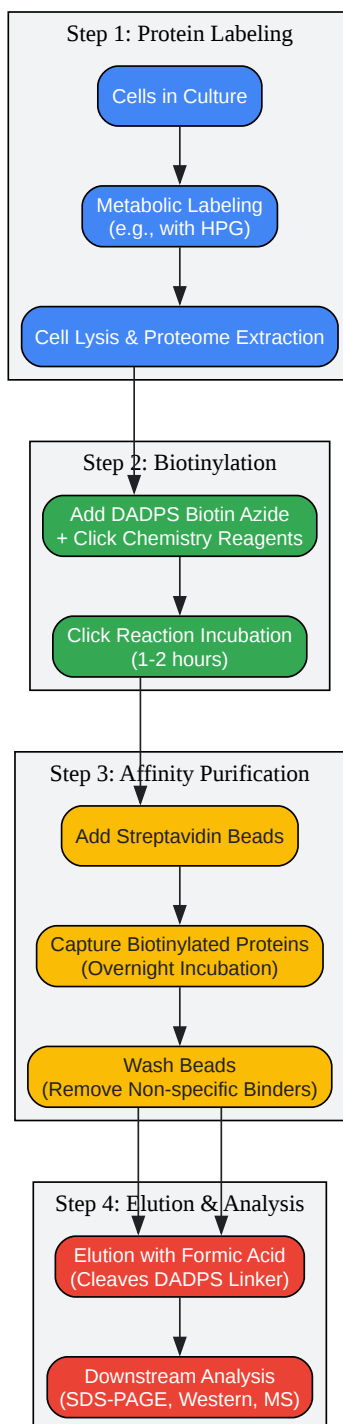 Step 1: Protein Labeling
Cells in Culture
Metabolic Labeling
(e.g., with HPG)
Cell Lysis & Proteome Extraction
Step 2: Biotinylation
Add DADPS Biotin Azide
+ Click Chemistry Reagents
Click Reaction Incubation
(1-2 hours)
Step 3: Affinity Purification
Add Streptavidin Beads
Capture Biotinylated Proteins
(Overnight Incubation)
Wash Beads
(Remove Non-specific Binders)
Step 4: Elution & Analysis
Elution with Formic Acid
(Cleaves DADPS Linker)
Downstream Analysis
(SDS-PAGE, Western, MS)